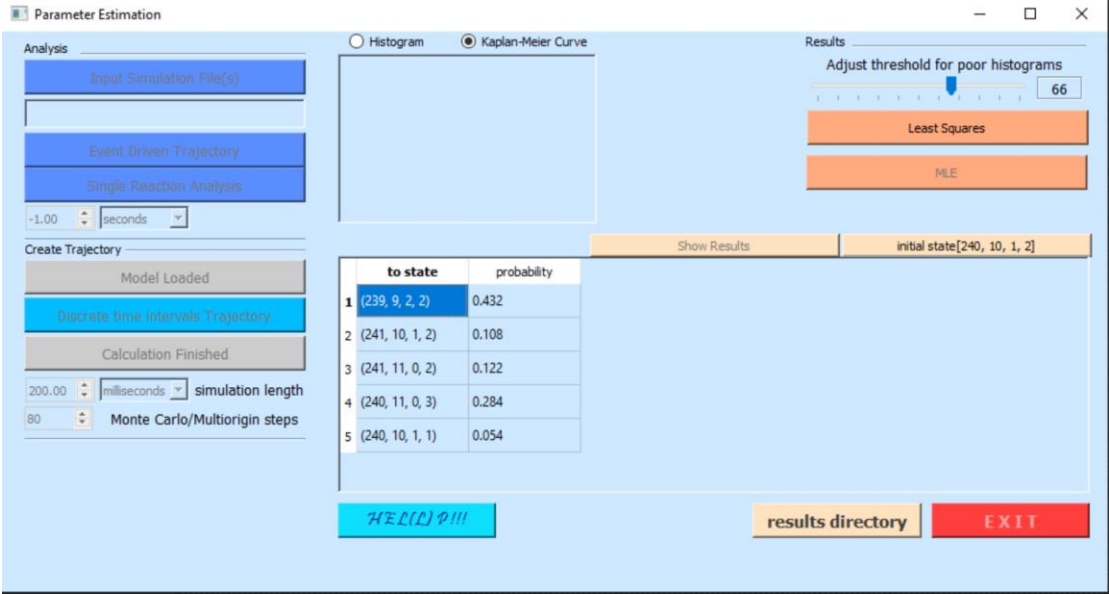 Parameter Estimation
Analysis
Input Simulation File(s)
Event Driven Trajectory
Single Reaction Analysis
-1.00 seconds
Create Trajectory
Model Loaded
Discrete time intervals Trajectory
Calculation Finished
200.00 milliseconds simulation length
80 Monte Carlo/Multiorigin steps
Histogram Kaplan-Meier Curve
Results
Adjust threshold for poor histograms
66
Least Squares
MLE
Show Results initial state[240, 10, 1, 2]
to state probability
1 (239, 9, 2, 2) 0.432
2 (241, 10, 1, 2) 0.108
3 (241, 11, 0, 2) 0.122
4 (240, 11, 0, 3) 0.284
5 (240, 10, 1, 1) 0.054
HEL(L)P!!!
results directory
EXIT